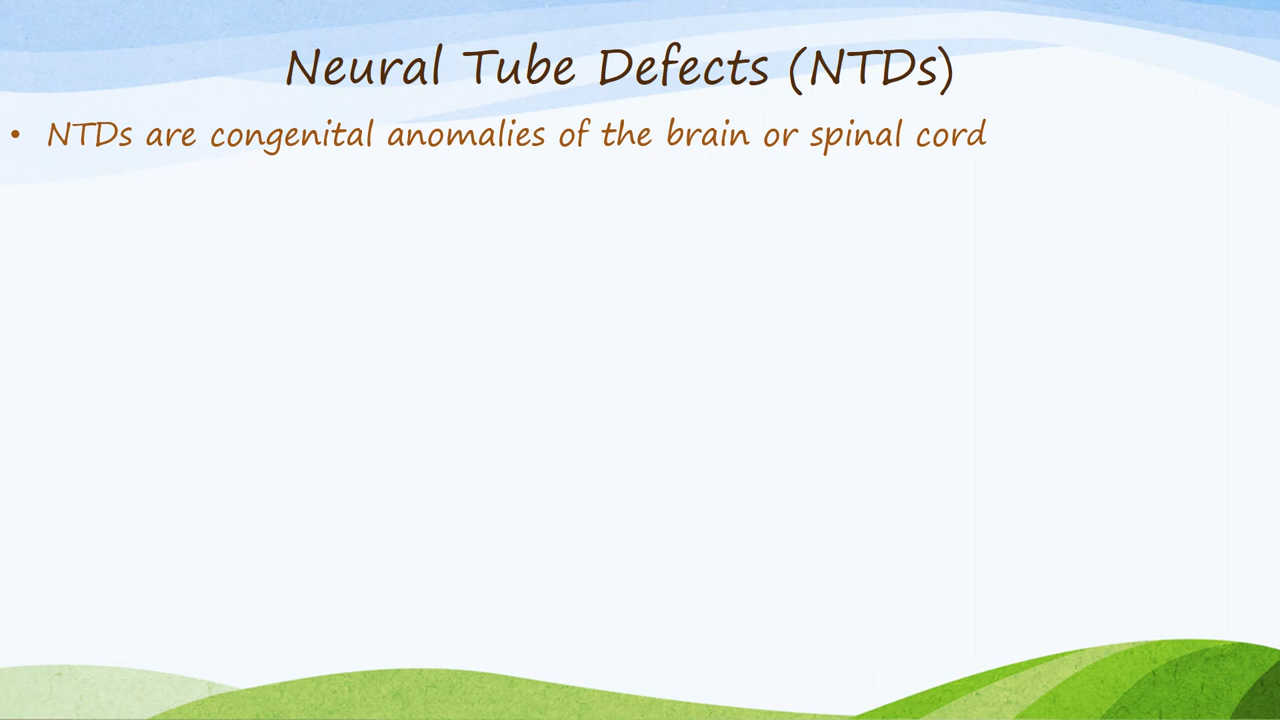 Neural Tube Defects (NTDs)
• NTDs are congenital anomalies of the brain or spinal cord